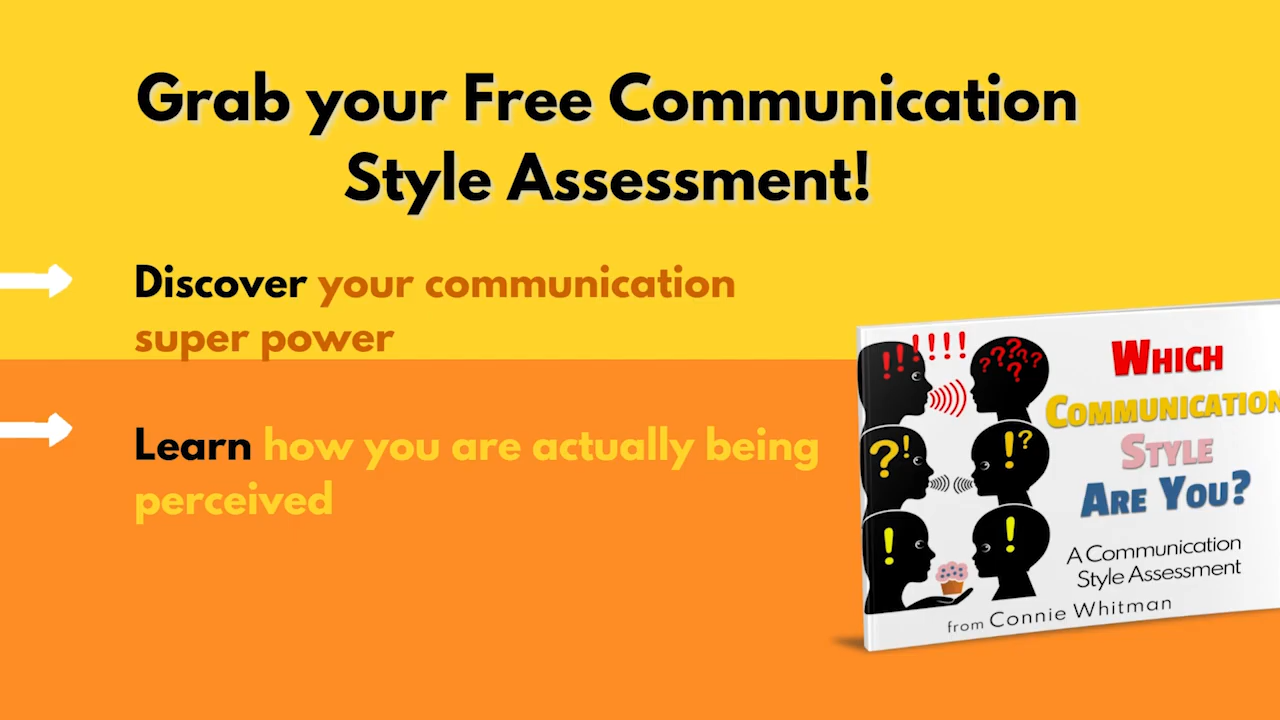 Grab your Free Communication
Style Assessment!
Discover your communication
super power
Learn how you are actually being
perceived
!! !!!! ? ? ? ? ? ?
Which
Communication
Style
Are You?
?! !?
! !
A Communication
Style Assessment
from Connie Whitman